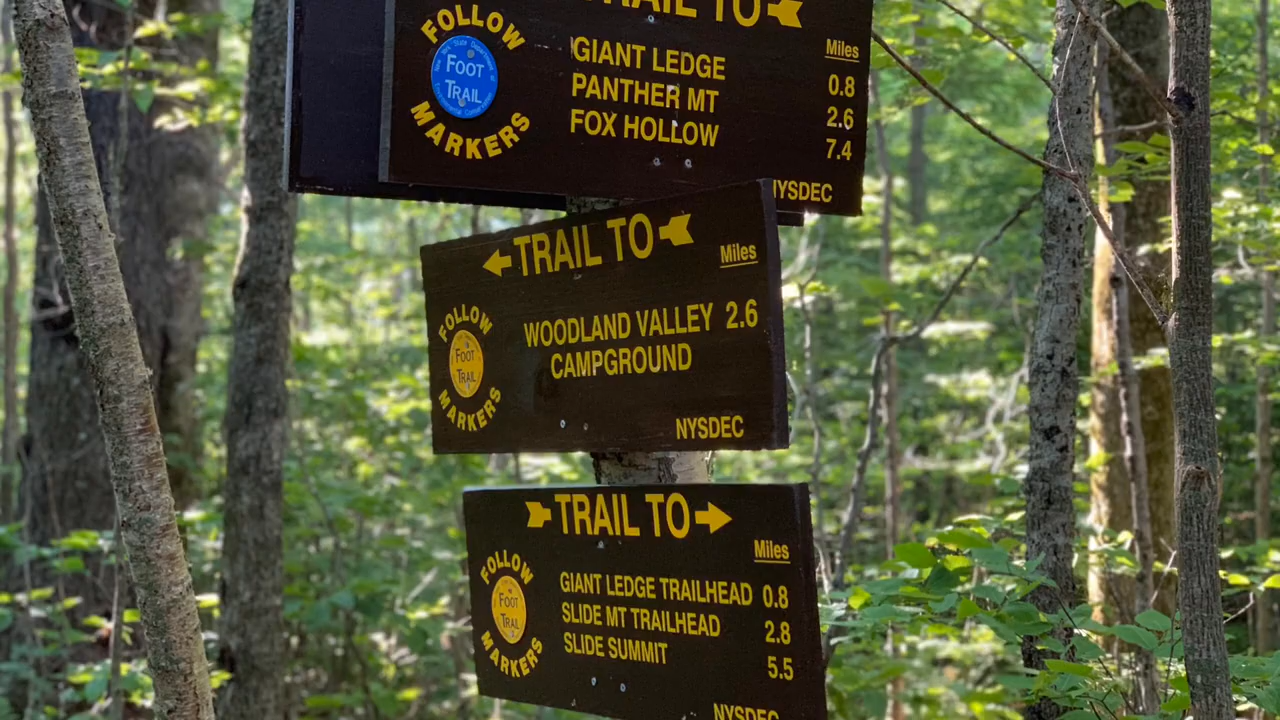 TRAIL TO
FOLLOW
FOOT
TRAIL
MARKERS
Miles
GIANT LEDGE 0.8
PANTHER MT 2.6
FOX HOLLOW 7.4
NYSDEC
TRAIL TO
Miles
FOLLOW
FOOT
TRAIL
MARKERS
WOODLAND VALLEY 2.6
CAMPGROUND
NYSDEC
TRAIL TO
Miles
FOLLOW
FOOT
TRAIL
MARKERS
GIANT LEDGE TRAILHEAD 0.8
SLIDE MT TRAILHEAD 2.8
SLIDE SUMMIT 5.5
NYSDEC